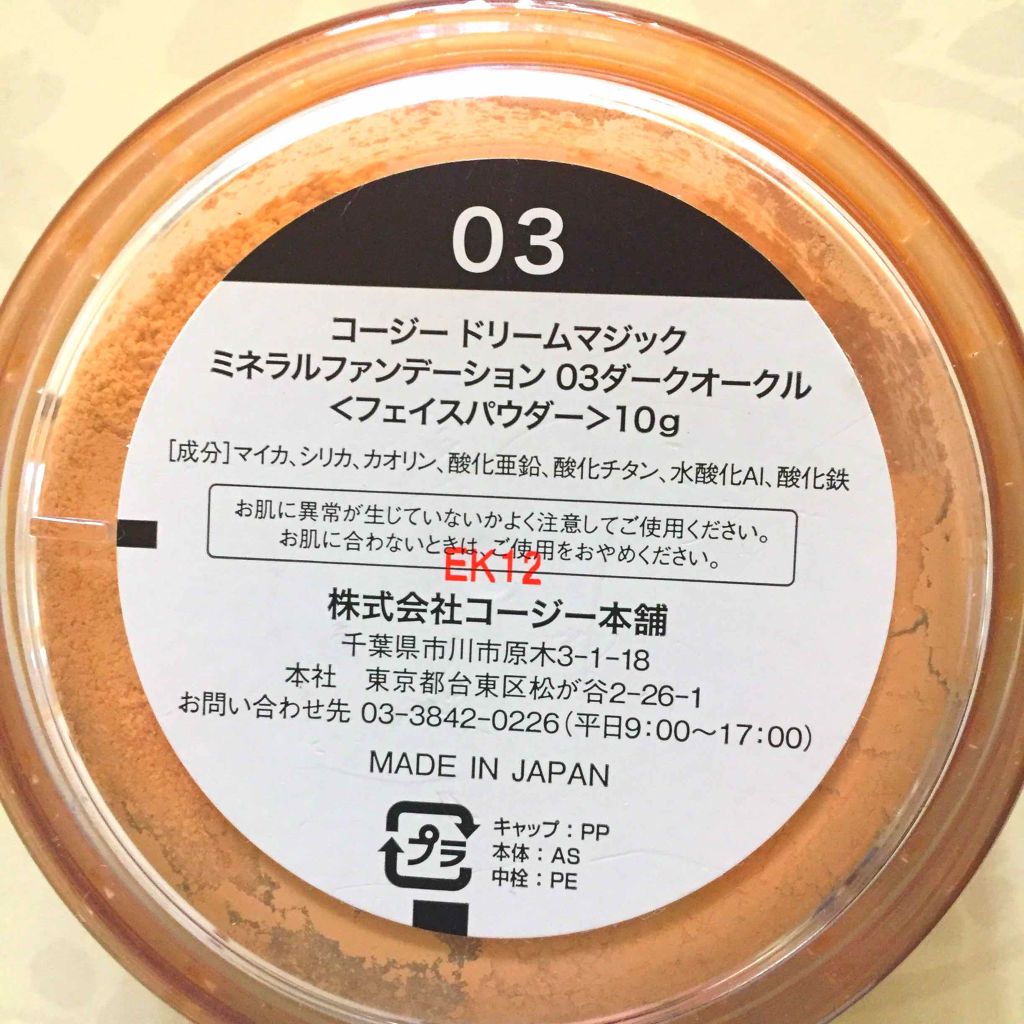 03
コージー ドリームマジック
ミネラルファンデーション 03ダークオークル
<フェイスパウダー>10g
[成分]マイカ、シリカ、カオリン、酸化亜鉛、酸化チタン、水酸化Al、酸化鉄
お肌に異常が生じていないかよく注意してご使用ください。
お肌に合わないときは、ご使用をおやめください。
EK12
株式会社コージー本舗
千葉県市川市原木3-1-18
本社 東京都台東区松が谷2-26-1
お問い合わせ先 03-3842-0226(平日9:00～17:00)
MADE IN JAPAN
プラ
キャップ:PP
本体:AS
中栓:PE